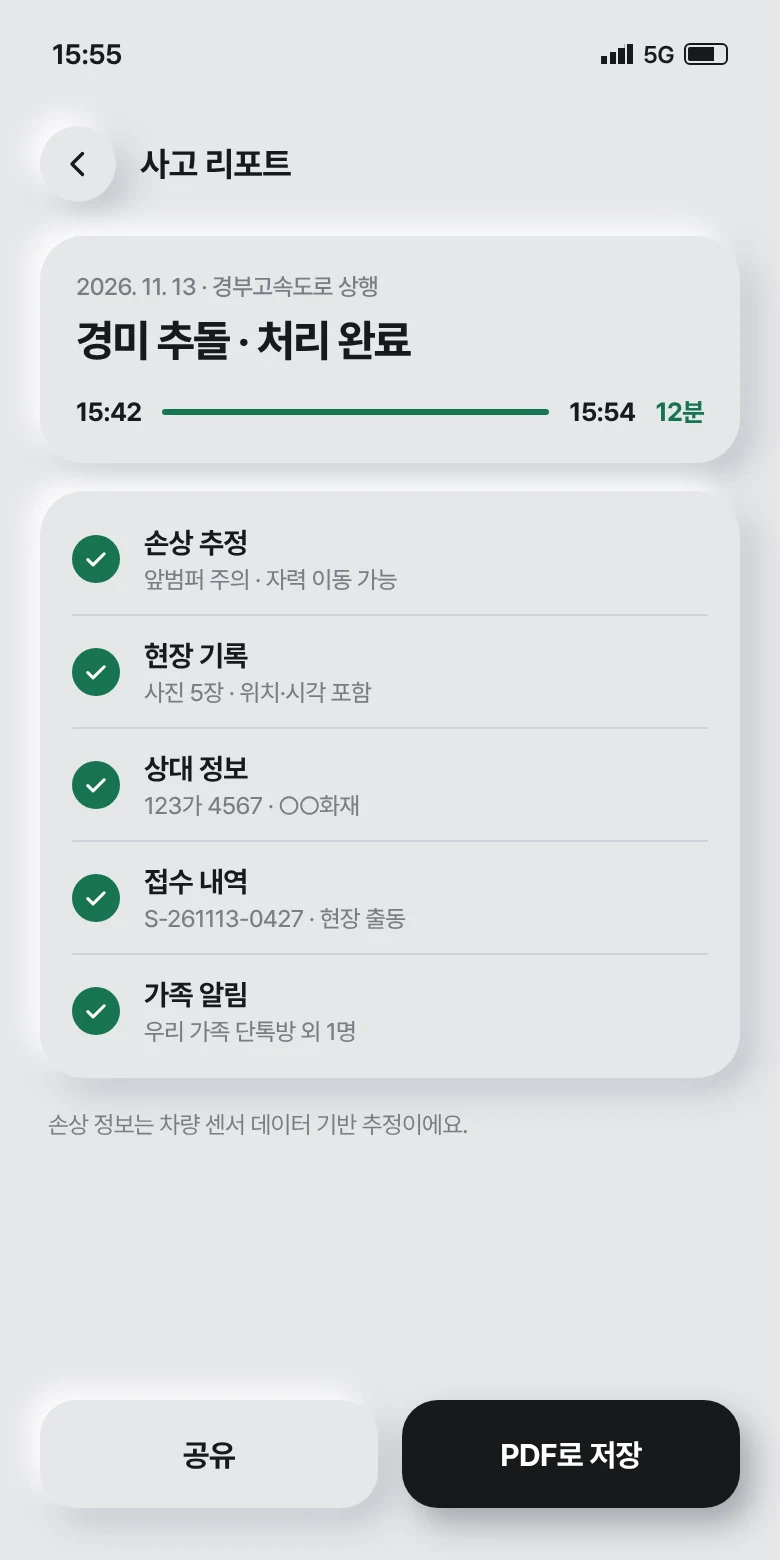 15:55
5G
사고 리포트
2026. 11. 13 · 경부고속도로 상행
경미 추돌 · 처리 완료
15:42 15:54 12분
손상 추정
앞범퍼 주의 · 자력 이동 가능
현장 기록
사진 5장 · 위치·시각 포함
상대 정보
123가 4567 · ○○화재
접수 내역
S-261113-0427 · 현장 출동
가족 알림
우리 가족 단톡방 외 1명
손상 정보는 차량 센서 데이터 기반 추정이에요.
공유
PDF로 저장